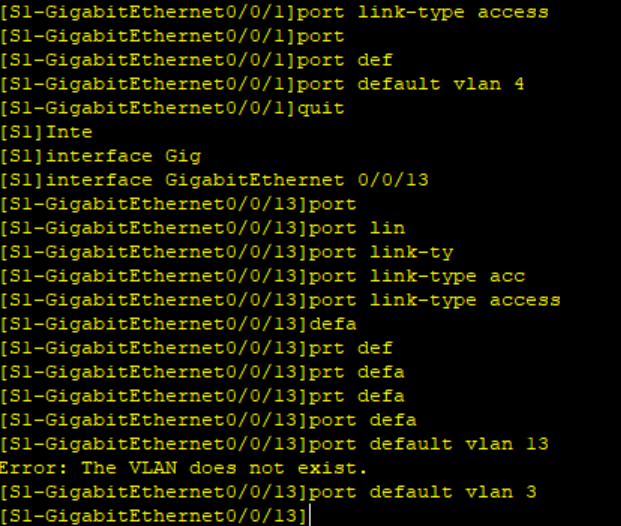 [S1-GigabitEthernet0/0/1]port link-type access
[S1-GigabitEthernet0/0/1]port
[S1-GigabitEthernet0/0/1]port def
[S1-GigabitEthernet0/0/1]port default vlan 4
[S1-GigabitEthernet0/0/1]quit
[S1]Inte
[S1]interface Gig
[S1]interface GigabitEthernet 0/0/13
[S1-GigabitEthernet0/0/13]port
[S1-GigabitEthernet0/0/13]port lin
[S1-GigabitEthernet0/0/13]port link-ty
[S1-GigabitEthernet0/0/13]port link-type acc
[S1-GigabitEthernet0/0/13]port link-type access
[S1-GigabitEthernet0/0/13]defa
[S1-GigabitEthernet0/0/13]prt def
[S1-GigabitEthernet0/0/13]prt defa
[S1-GigabitEthernet0/0/13]prt defa
[S1-GigabitEthernet0/0/13]port defa
[S1-GigabitEthernet0/0/13]port default vlan 13
Error: The VLAN does not exist.
[S1-GigabitEthernet0/0/13]port default vlan 3
[S1-GigabitEthernet0/0/13]